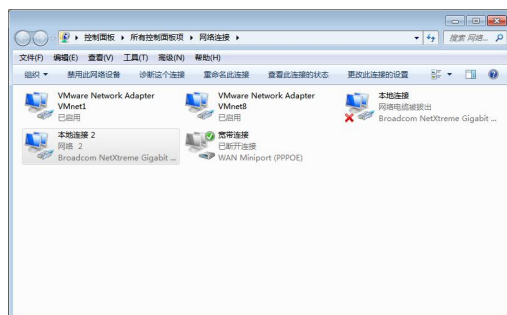 控制面板 ▸ 所有控制面板项 ▸ 网络连接 ▸
搜索 网络...
文件(F) 编辑(E) 查看(V) 工具(T) 高级(N) 帮助(H)
组织 禁用此网络设备 诊断这个连接 重命名此连接 查看此连接的状态 更改此连接的设置
VMware Network Adapter
VMnet1
已启用
VMware Network Adapter
VMnet8
已启用
本地连接
网络电缆被拔出
Broadcom NetXtreme Gigabit ...
本地连接 2
网络 2
Broadcom NetXtreme Gigabit ...
宽带连接
已断开连接
WAN Miniport (PPPOE)